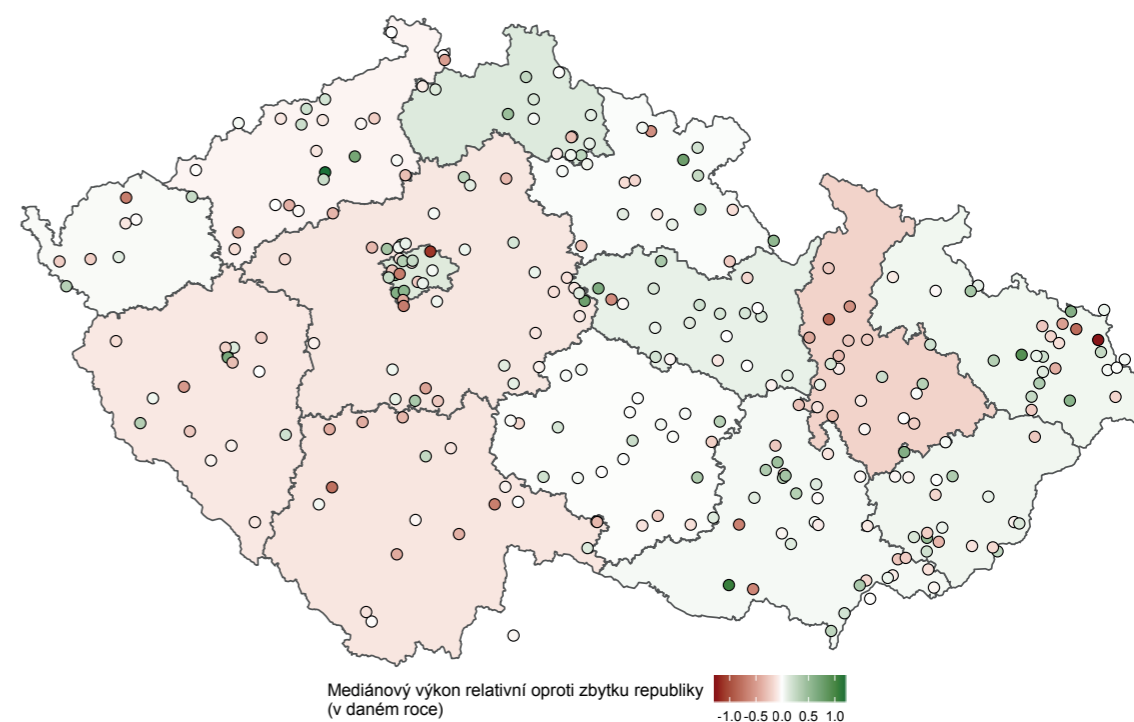 Mediánový výkon relativní oproti zbytku republiky
(v daném roce)
-1.0 -0.5 0.0 0.5 1.0